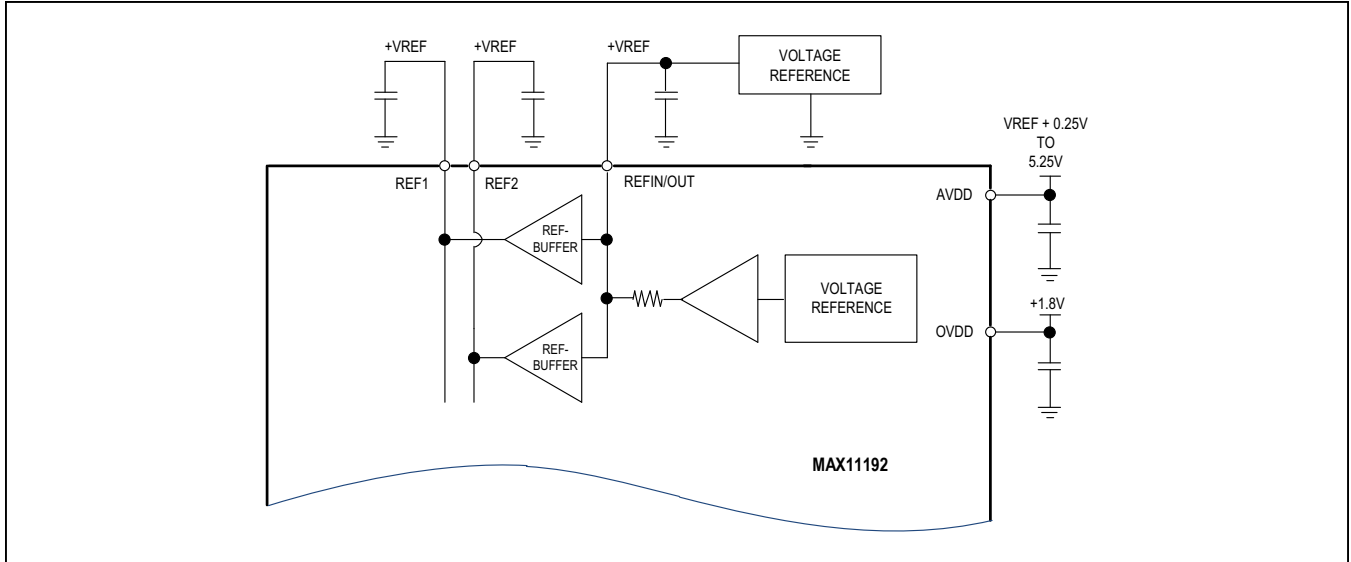 +VREF
+VREF
+VREF
VOLTAGE
REFERENCE
VREF + 0.25V
TO
5.25V
REF1
REF2
REFIN/OUT
AVDD
REF-
BUFFER
VOLTAGE
REFERENCE
+1.8V
OVDD
REF-
BUFFER
MAX11192